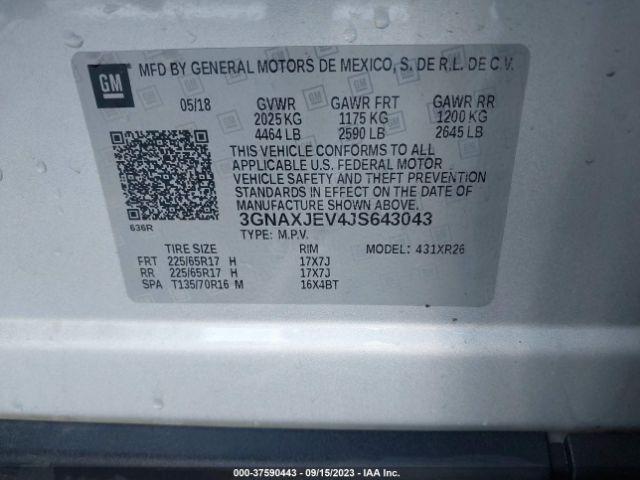 GM
MFD BY GENERAL MOTORS DE MEXICO, S. DE R.L. DE C.V.
05/18 GVWR GAWR FRT GAWR RR
2025 KG 1175 KG 1200 KG
4464 LB 2590 LB 2645 LB
THIS VEHICLE CONFORMS TO ALL
APPLICABLE U.S. FEDERAL MOTOR
VEHICLE SAFETY AND THEFT PREVENTION
STANDARDS IN EFFECT ON THE DATE OF
MANUFACTURE SHOWN ABOVE.
636R 3GNAXJEV4JS643043
TYPE: M.P.V.
TIRE SIZE RIM MODEL: 431XR26
FRT 225/65R17 H 17X7J
RR 225/65R17 H 17X7J
SPA T135/70R16 M 16X4BT
000-37590443 - 09/15/2023 - IAA Inc.